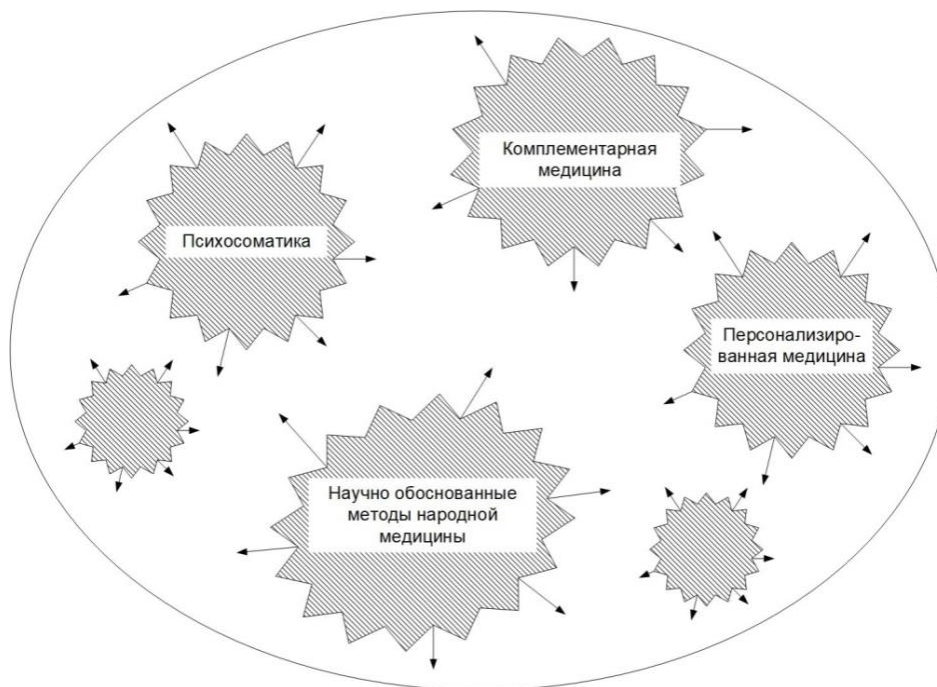 Комплементарная
медицина
Психосоматика
Персонализиро-
ванная медицина
Научно обоснованные
методы народной
медицины